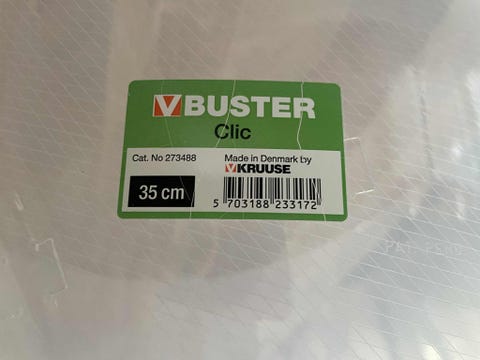 V BUSTER
Clic
Cat. No 273488
Made in Denmark by
KRUUSE
35 cm
5 703188 233172